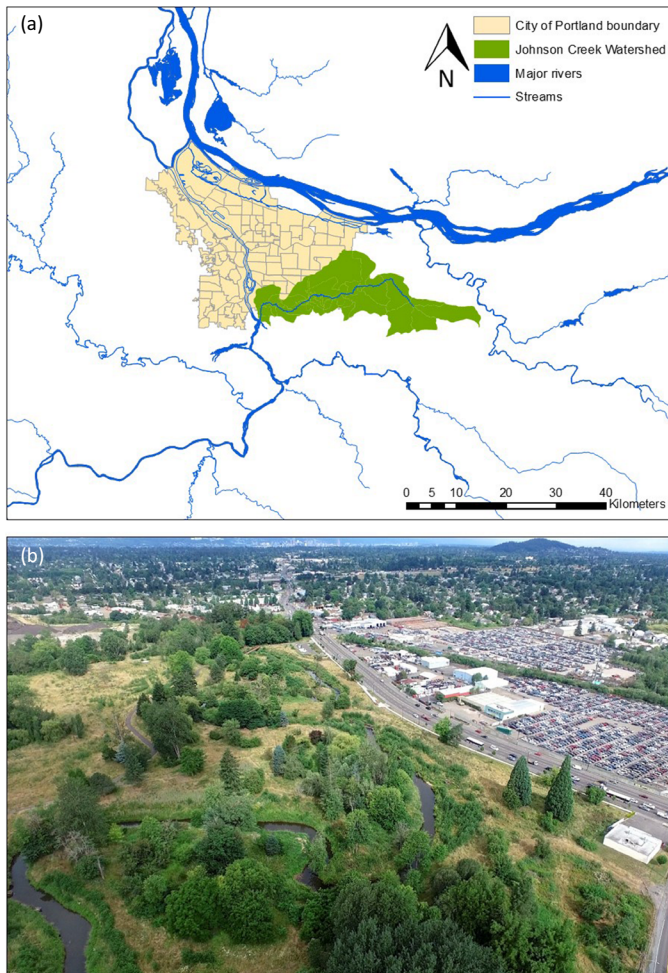 (a)
City of Portland boundary
Johnson Creek Watershed
Major rivers
Streams
N
0 5 10 20 30 40
Kilometers
(b)